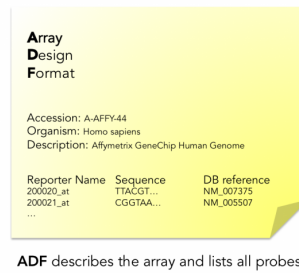 Array
Design
Format
Accession: A-AFFY-44
Organism: Homo sapiens
Description: Affymetrix GeneChip Human Genome
Reporter Name Sequence DB reference
200020_at TTACGT... NM_007375
200021_at CGGTAA... NM_005507
...
ADF describes the array and lists all probes